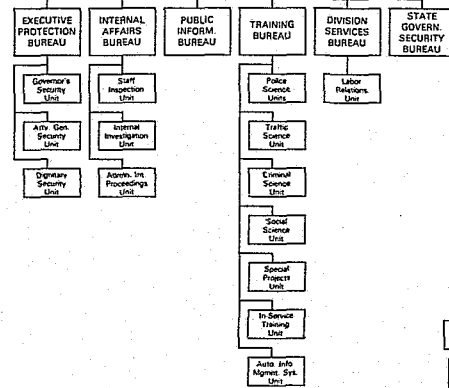 EXECUTIVE
PROTECTION
BUREAU
INTERNAL
AFFAIRS
BUREAU
PUBLIC
INFORM.
BUREAU
TRAINING
BUREAU
DIVISION
SERVICES
BUREAU
STATE
GOVERN.
SECURITY
BUREAU
Governor's
Security
Unit
Atty. Gen.
Security
Unit
Dignitary
Security
Unit
Staff
Inspection
Unit
Internal
Investigation
Unit
Admin. Int.
Proceedings
Unit
Police
Science
Units
Traffic
Science
Unit
Criminal
Science
Unit
Social
Science
Unit
Special
Projects
Unit
In-Service
Training
Unit
Auto. Info
Mgmnt. Sys.
Unit
Labor
Relations.
Unit